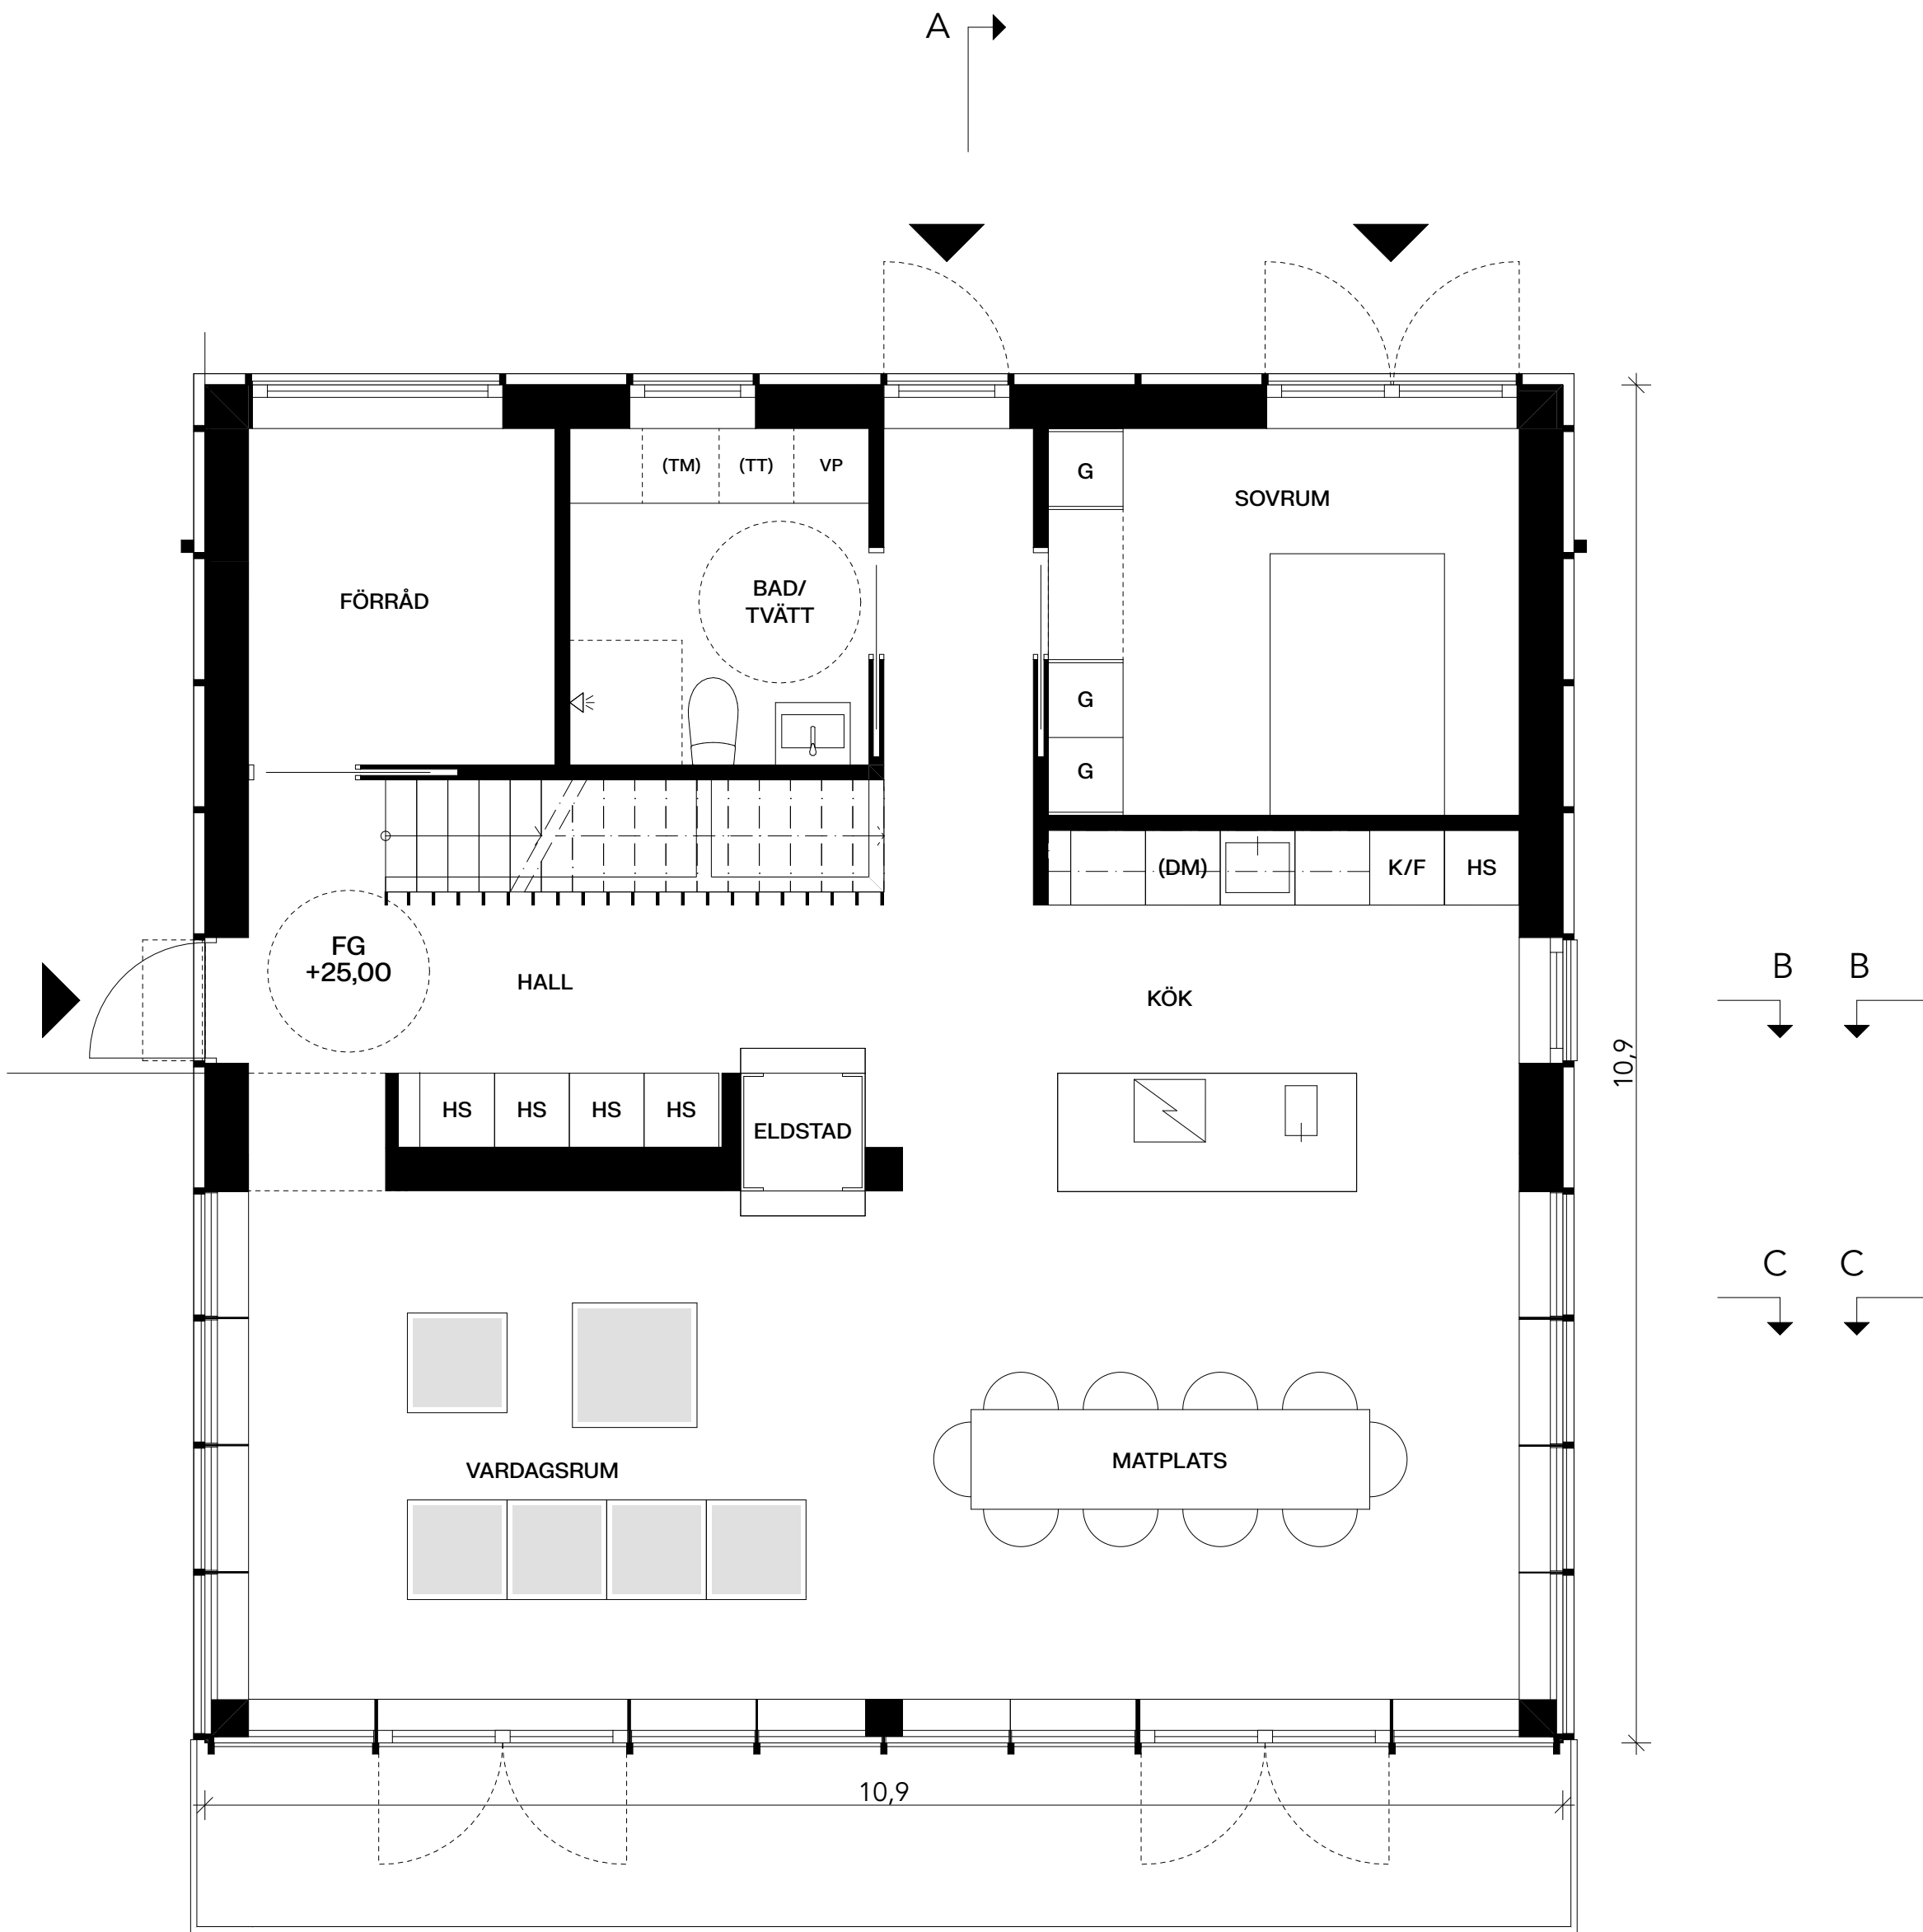 A
(TM) (TT) VP
G
SOVRUM
FÖRRÅD
BAD/
TVÄTT
G
G
(DM) K/F HS
FG
+25,00
HALL
KÖK
B B
10,9
HS HS HS HS
ELDSTAD
C C
VARDAGSRUM
MATPLATS
10,9